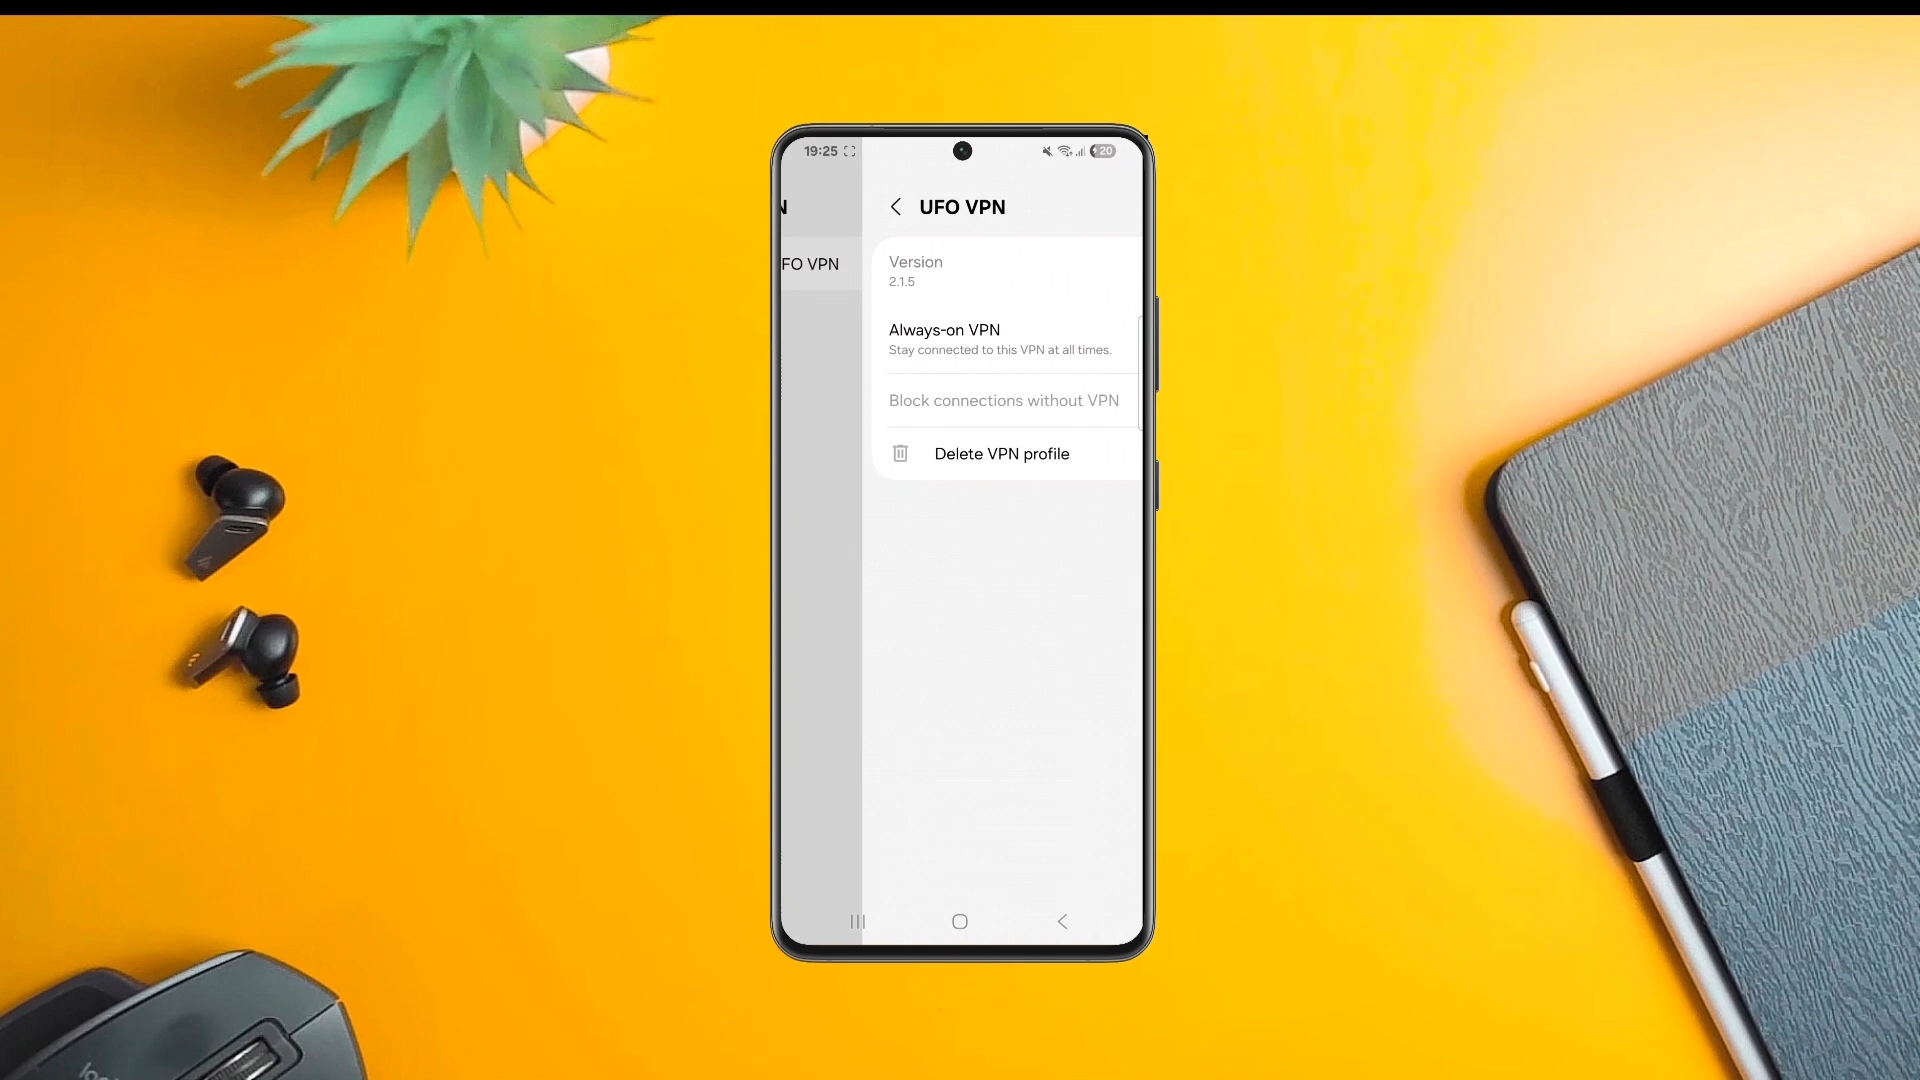 19:25
20
N
UFO VPN
FO VPN
Version
2.1.5
Always-on VPN
Stay connected to this VPN at all times.
Block connections without VPN
Delete VPN profile